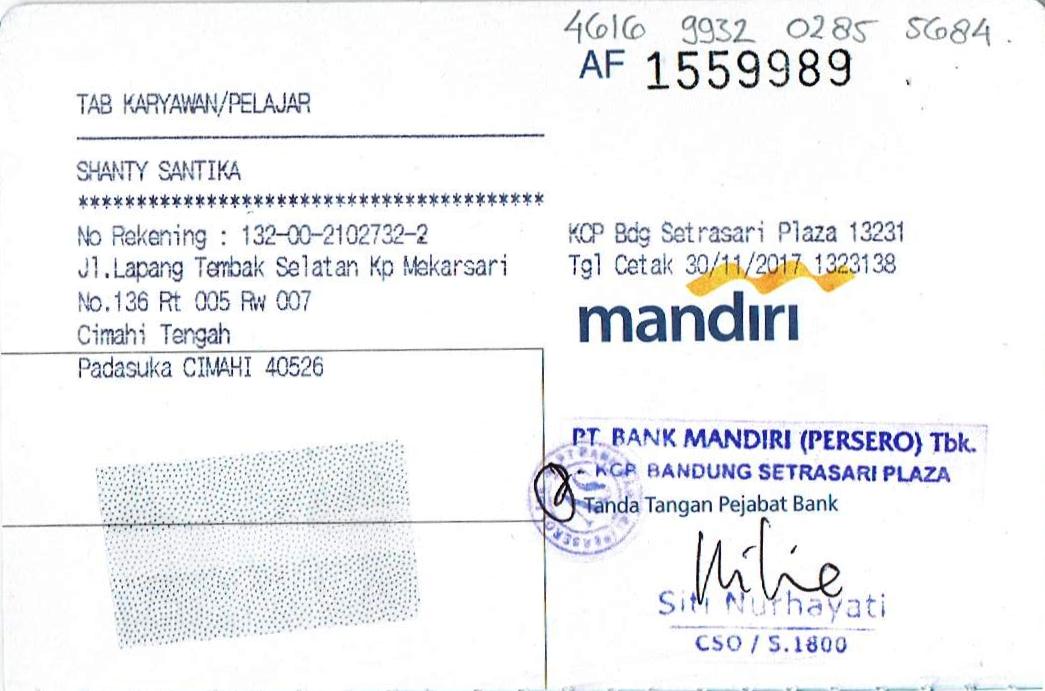 4616 9932 0285 5684.
AF 1559989
TAB KARYAWAN/PELAJAR
SHANTY SANTIKA
***************************************
No Rekening : 132-00-2102732-2
Jl.Lapang Tembak Selatan Kp Mekarsari
No.136 Rt 005 Rw 007
Cimahi Tengah
Padasuka CIMAHI 40526
KCP Bdg Setrasari Plaza 13231
Tgl Cetak 30/11/2017 1323138
mandiri
PT. BANK MANDIRI (PERSERO) Tbk.
KCP BANDUNG SETRASARI PLAZA
Tanda Tangan Pejabat Bank
Siti Nurhayati
CSO / S.1800